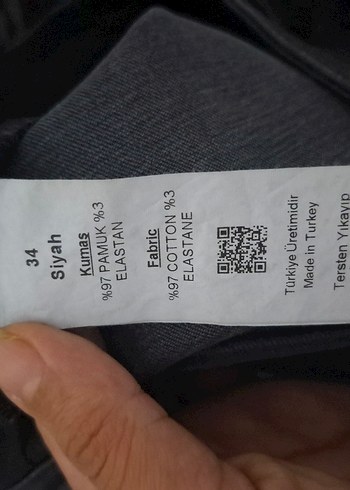 34
Siyah
Kumaş
%97 PAMUK %3
ELASTAN
Fabric
%97 COTTON %3
ELASTANE
Türkiye Üretimidir
Made in Turkey
Tersten Yıkayıp